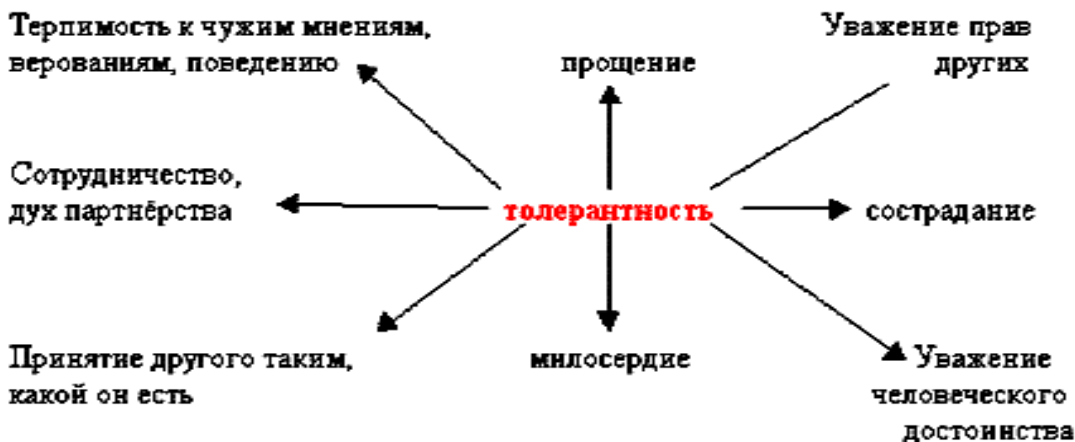 Терпимость к чужим мнениям,
верованиям, поведению
прощение
Уважение прав
других
Сотрудничество,
дух партнёрства
толерантность
сострадание
Принятие другого таким,
какой он есть
милосердие
Уважение
человеческого
достоинства